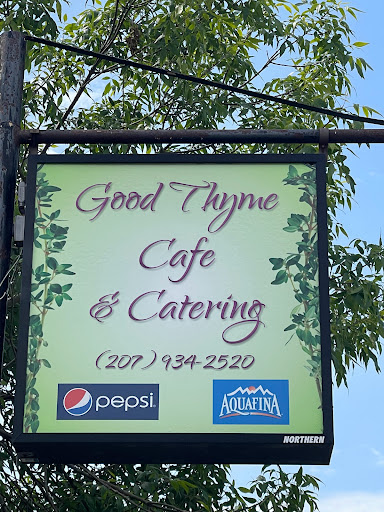 Good Thyme
Cafe
& Catering
(207) 934-2520
pepsi
AQUAFINA
NORTHERN